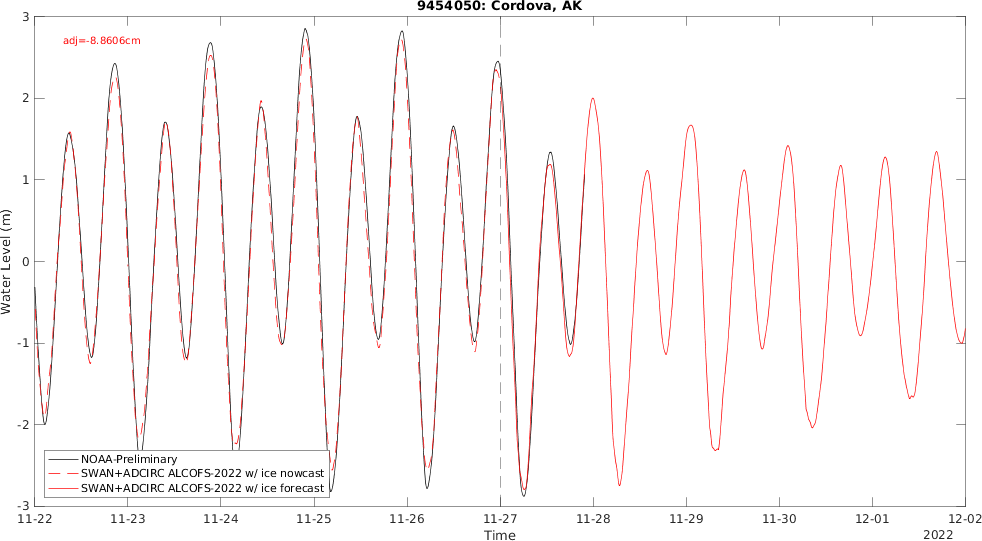 9454050: Cordova, AK
adj=-8.8606cm
Water Level (m)
3
2
1
0
-1
-2
-3
NOAA-Preliminary
SWAN+ADCIRC ALCOFS-2022 w/ ice nowcast
SWAN+ADCIRC ALCOFS-2022 w/ ice forecast
11-22 11-23 11-24 11-25 11-26 11-27 11-28 11-29 11-30 12-01 12-02
Time
2022